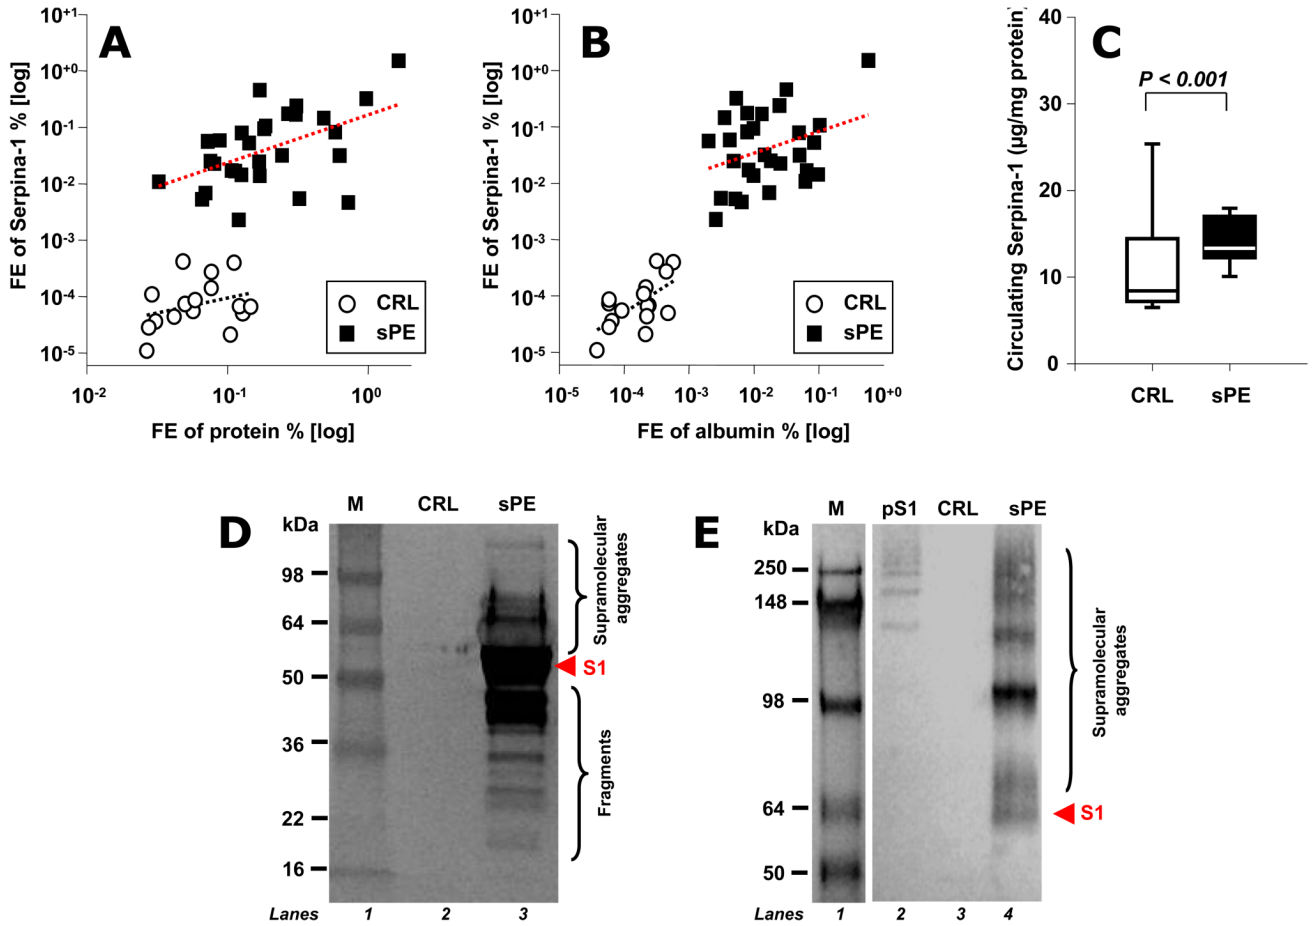 A
FE of Serpina-1 % [log]
10+1
10+0
10-1
10-2
10-3
10-4
10-5
10-2
10-1
100
FE of protein % [log]
CRL
sPE
B
FE of Serpina-1 % [log]
10+1
10+0
10-1
10-2
10-3
10-4
10-5
10-5
10-4
10-3
10-2
10-1
10+0
FE of albumin % [log]
CRL
sPE
C
Circulating Serpina-1 (µg/mg protein)
40
30
20
10
0
P < 0.001
CRL
sPE
D
kDa
M
CRL
sPE
98
64
50
36
22
16
Supramolecular
aggregates
S1
Fragments
Lanes
1
2
3
E
kDa
M
pS1
CRL
sPE
250
148
98
64
50
Supramolecular
aggregates
S1
Lanes
1
2
3
4